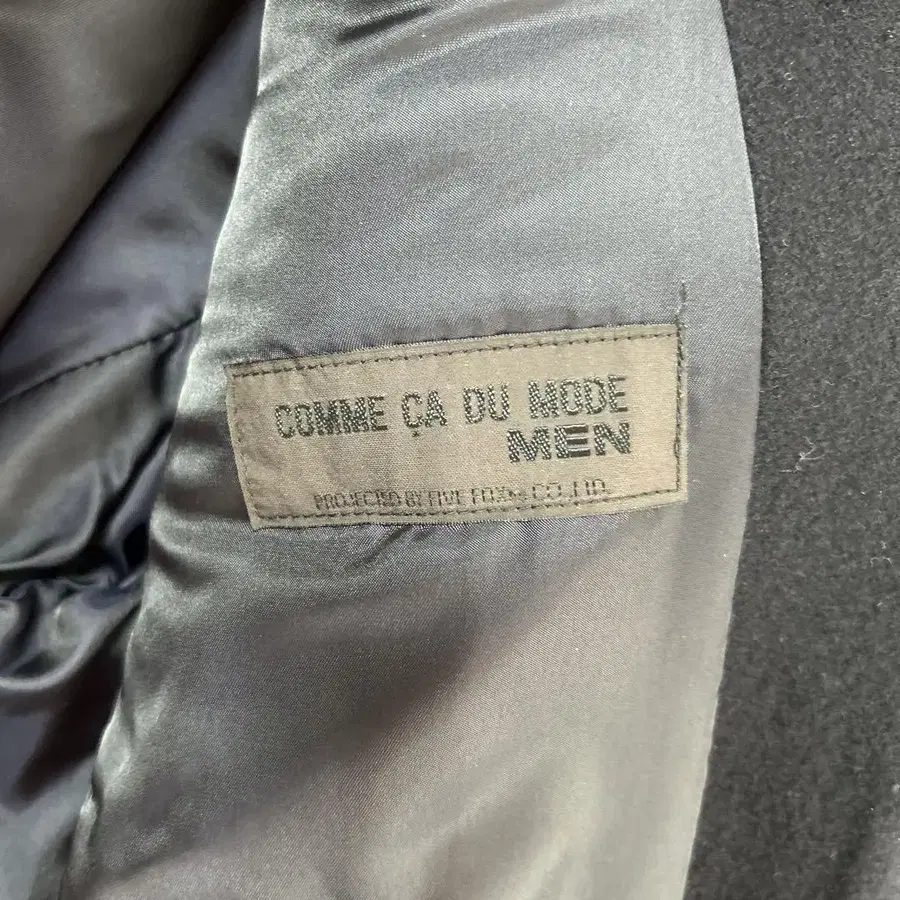 COMME ÇA DU MODE
MEN
PROJECTED BY FIVE FOXes CO.,LTD.